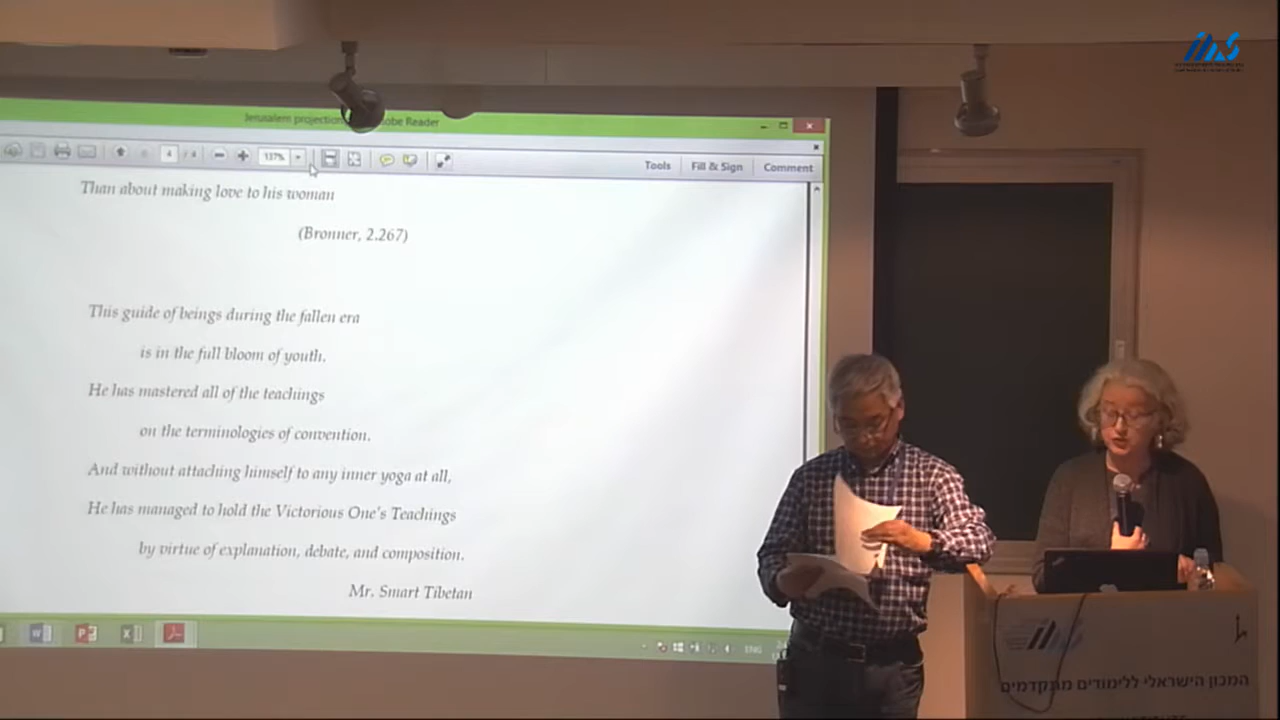 Jerusalem projection
obe Reader
137%
Tools Fill & Sign Comment
Than about making love to his woman
(Bronner, 2.267)
This guide of beings during the fallen era
is in the full bloom of youth.
He has mastered all of the teachings
on the terminologies of convention.
And without attaching himself to any inner yoga at all,
He has managed to hold the Victorious One's Teachings
by virtue of explanation, debate, and composition.
Mr. Smart Tibetan
ENG
המכון הישראלי ללימודים מתקדמים